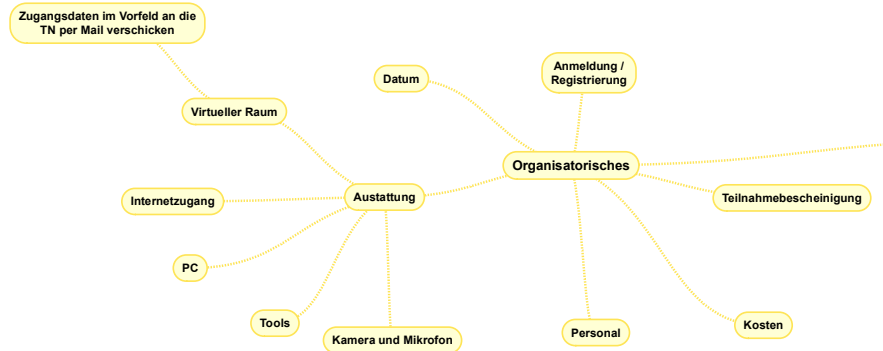 Zugangsdaten im Vorfeld an die
TN per Mail verschicken
Anmeldung /
Registrierung
Datum
Virtueller Raum
Organisatorisches
Austattung
Internetzugang
Teilnahmebescheinigung
PC
Tools
Kamera und Mikrofon
Personal
Kosten